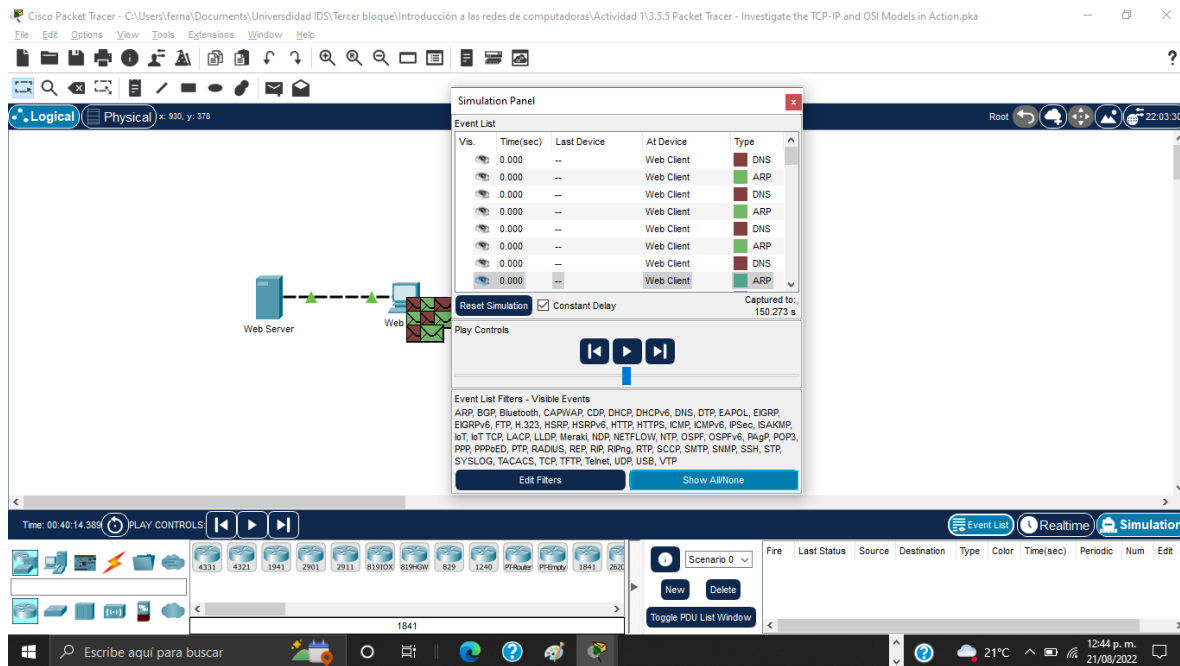 Cisco Packet Tracer - C:\Users\ferna\Documents\Universdidad IDS\Tercer bloque\Introducción a las redes de computadoras\Actividad 1\3.5.5 Packet Tracer - Investigate the TCP-IP and OSI Models in Action.pka
File Edit Options View Tools Extensions Window Help
?
Logical Physical x: 930, y: 378
Root 22:03:30
Simulation Panel
x
Event List
Vis. Time(sec) Last Device At Device Type
0.000 -- Web Client DNS
0.000 -- Web Client ARP
0.000 -- Web Client DNS
0.000 -- Web Client ARP
0.000 -- Web Client DNS
0.000 -- Web Client ARP
0.000 -- Web Client DNS
0.000 -- Web Client ARP
Reset Simulation Constant Delay Captured to:
150.273 s
Web Server
Web
Play Controls
Event List Filters - Visible Events
ARP, BGP, Bluetooth, CAPWAP, CDP, DHCP, DHCPv6, DNS, DTP, EAPOL, EIGRP,
EIGRPv6, FTP, H.323, HSRP, HSRPv6, HTTP, HTTPS, ICMP, ICMPv6, IPSec, ISAKMP,
IoT, IoT TCP, LACP, LLDP, Meraki, NDP, NETFLOW, NTP, OSPF, OSPFv6, PAgP, POP3,
PPP, PPPoED, PTP, RADIUS, REP, RIP, RIPng, RTP, SCCP, SMTP, SNMP, SSH, STP,
SYSLOG, TACACS, TCP, TFTP, Telnet, UDP, USB, VTP
Edit Filters Show All/None
Time: 00:40:14.389 PLAY CONTROLS: Event List Realtime Simulation
4331 4321 1941 2901 2911 819IOX 819HGW 829 1240 PT-Router PT-Empty 1841 262
1841
Scenario 0
New Delete
Toggle PDU List Window
Fire Last Status Source Destination Type Color Time(sec) Periodic Num Edit
Escribe aquí para buscar
21°C
12:44 p. m.
21/08/2022